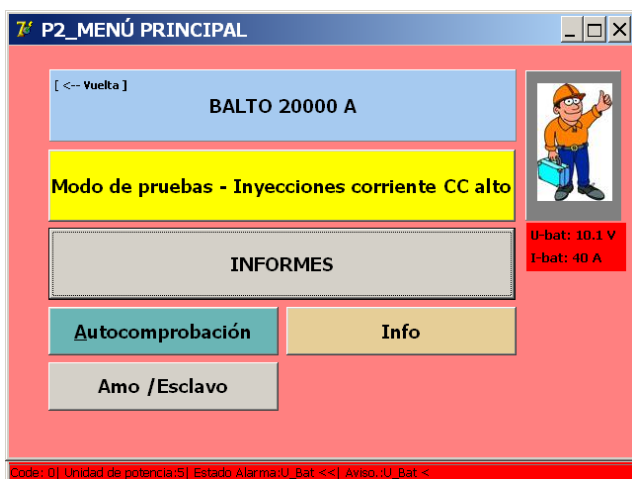 P2_MENÚ PRINCIPAL
[ <-- Vuelta ]
BALTO 20000 A
Modo de pruebas - Inyecciones corriente CC alto
U-bat: 10.1 V
I-bat: 40 A
INFORMES
Autocomprobación
Info
Amo /Esclavo
Code: 0| Unidad de potencia:5| Estado Alarma:U_Bat <<| Aviso.:U_Bat <